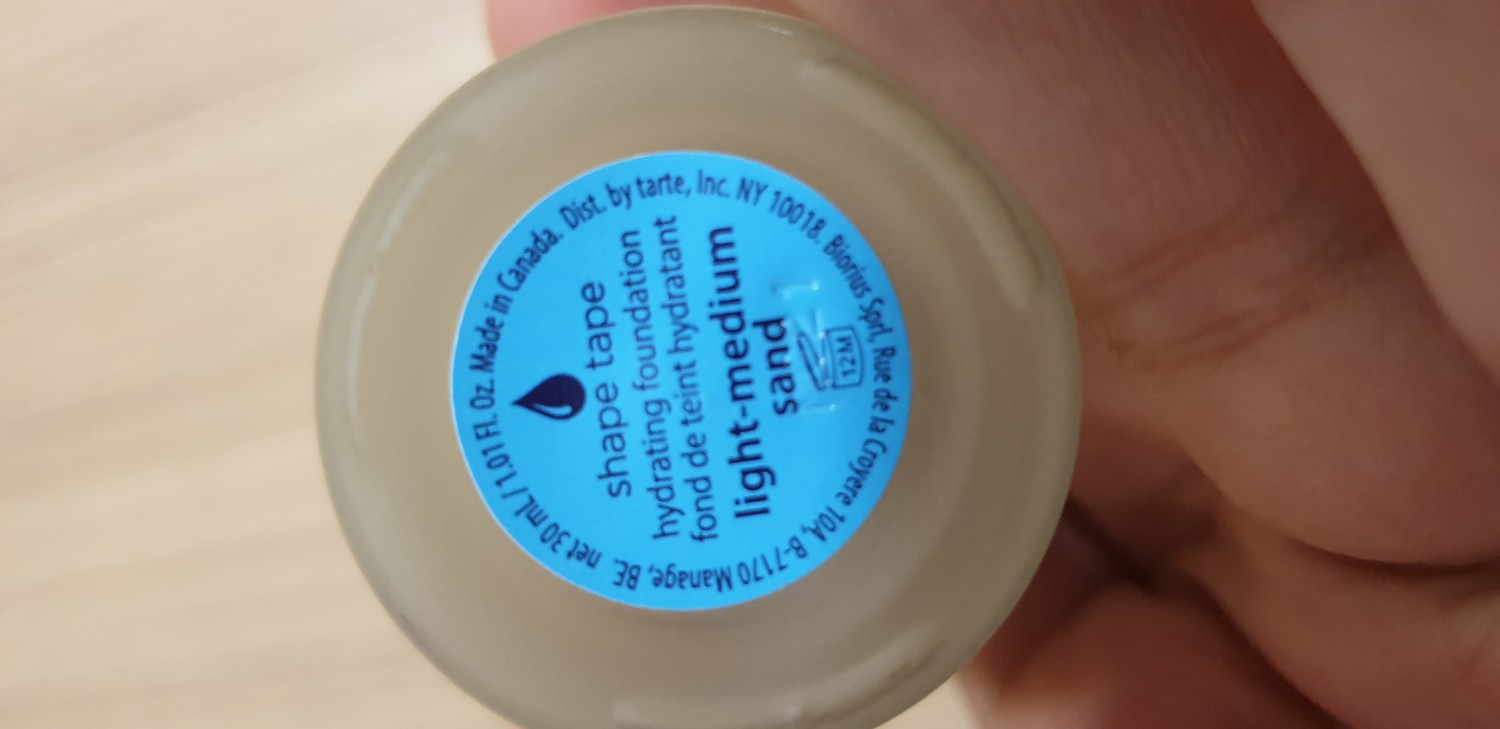 shape tape
hydrating foundation
fond de teint hydratant
light-medium
sand
12M
net 30 mL / 1.01 Fl. Oz. Made in Canada. Dist. by tarte, Inc. NY 10018. Biorius Sprl, Rue de la Croyere 10A, B-7170 Manage, BE.